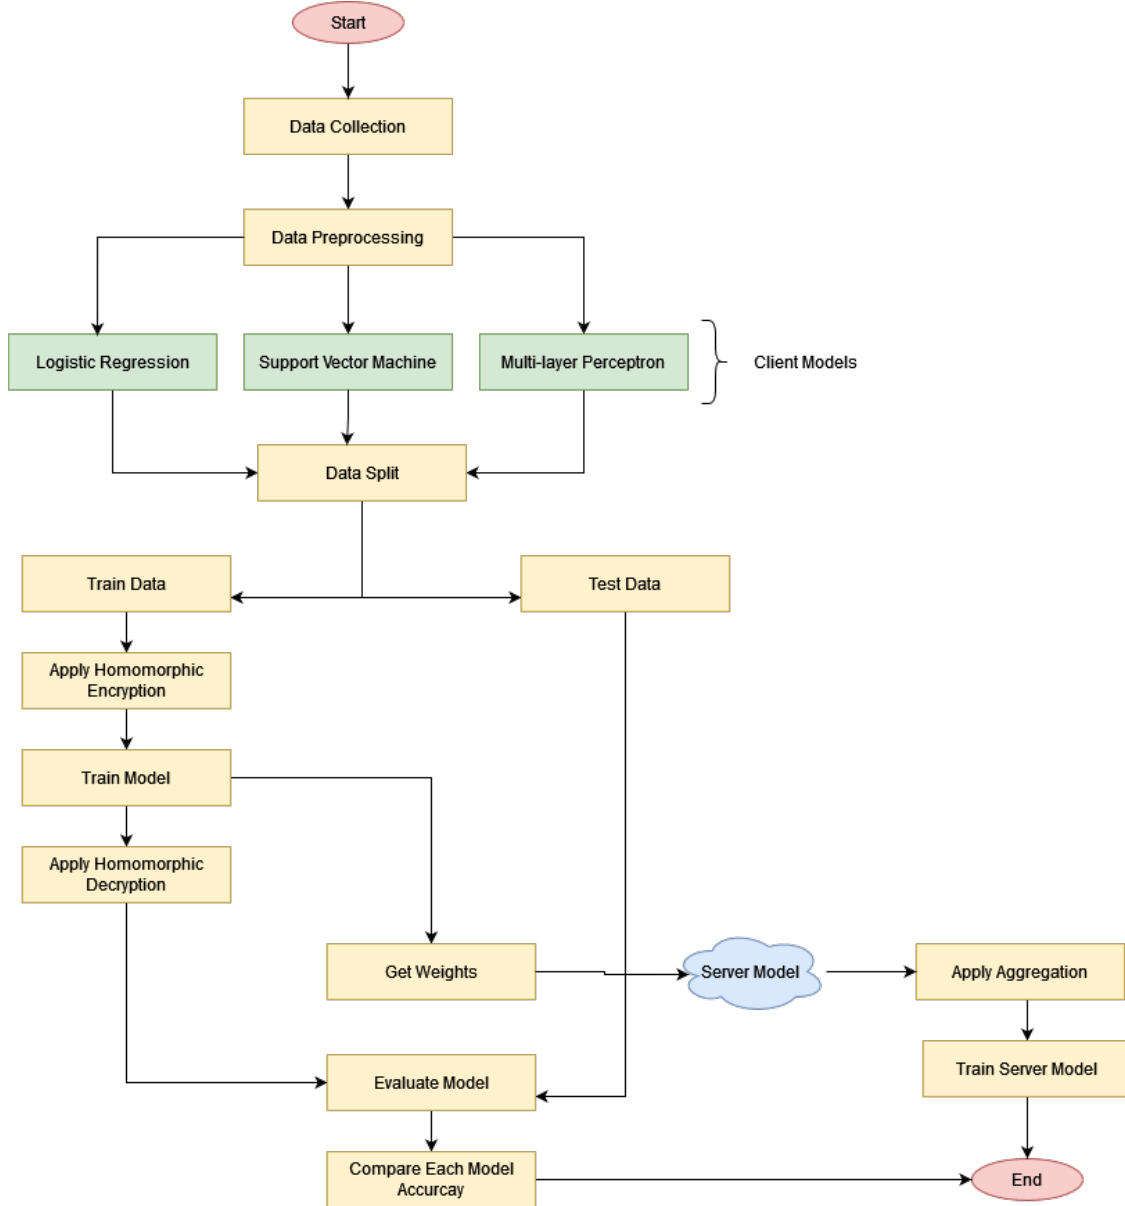 Start
Data Collection
Data Preprocessing
Logistic Regression
Support Vector Machine
Multi-layer Perceptron
Client Models
Data Split
Train Data
Test Data
Apply Homomorphic
Encryption
Train Model
Apply Homomorphic
Decryption
Get Weights
Server Model
Apply Aggregation
Train Server Model
Evaluate Model
Compare Each Model
Accurcay
End